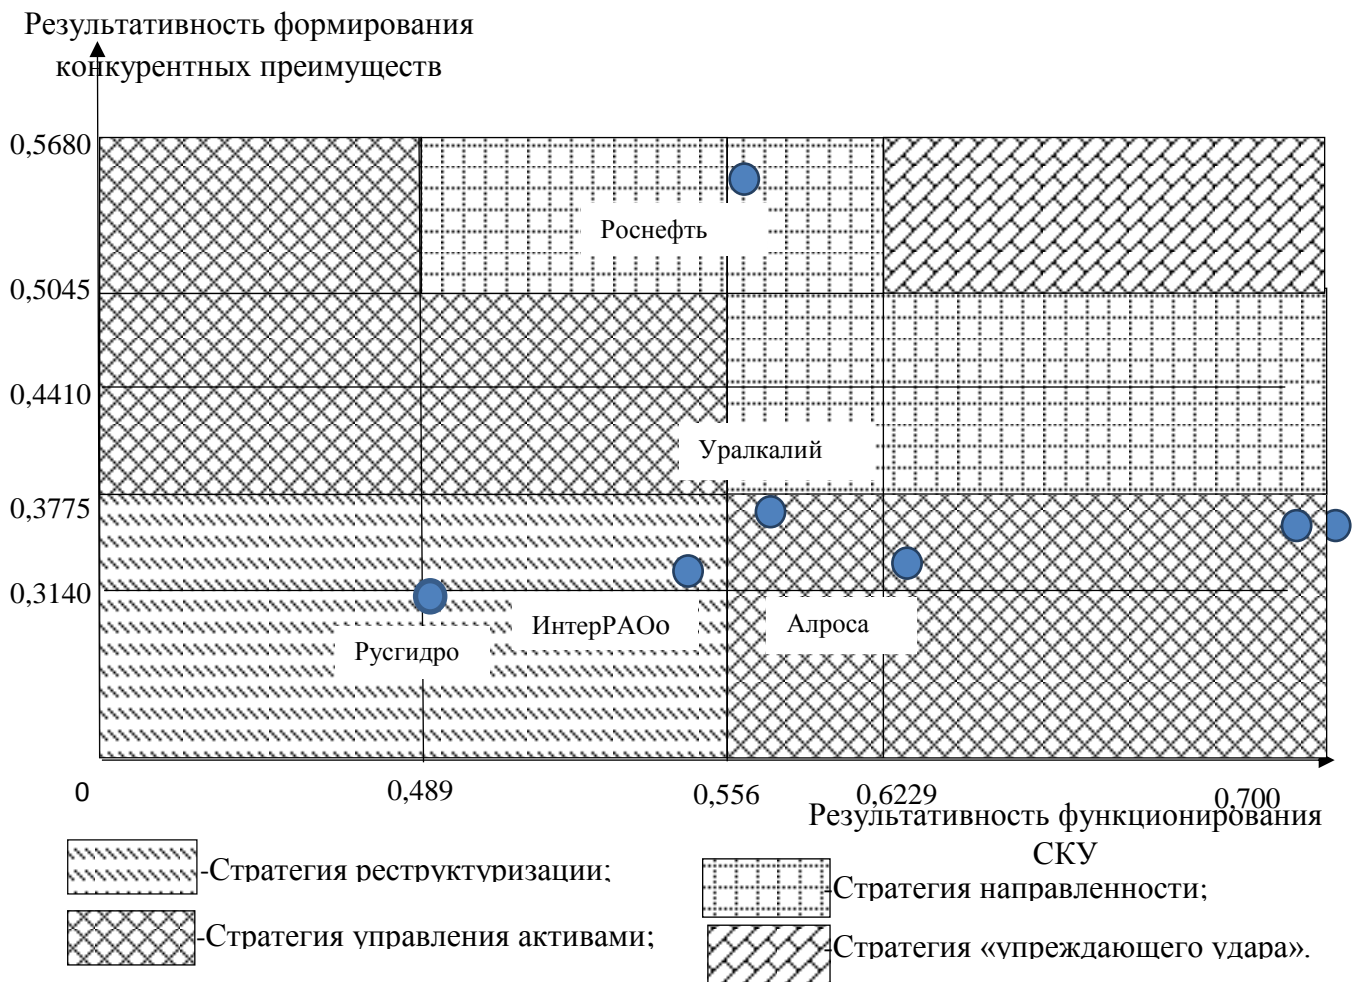 Результативность формирования
конкурентных преимуществ
0,5680
Роснефть
0,5045
0,4410
Уралкалий
0,3775
0,3140
ИнтерРАОо
Алроса
Русгидро
0
0,489
0,556
0,6229
0,700
Результативность функционирования
СКУ
-Стратегия реструктуризации;
-Стратегия направленности;
-Стратегия управления активами;
-Стратегия «упреждающего удара».